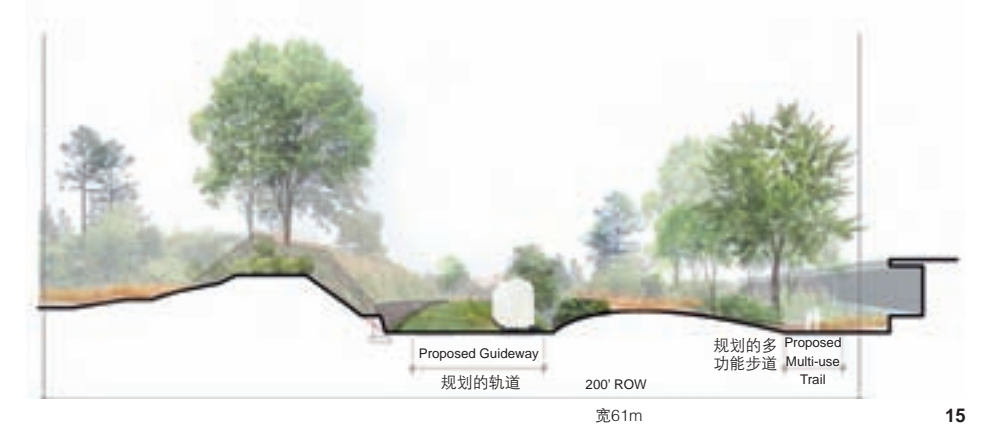 Proposed Guideway
规划的轨道
规划的多
功能步道
Proposed
Multi-use
Trail
200' ROW
宽61m
15